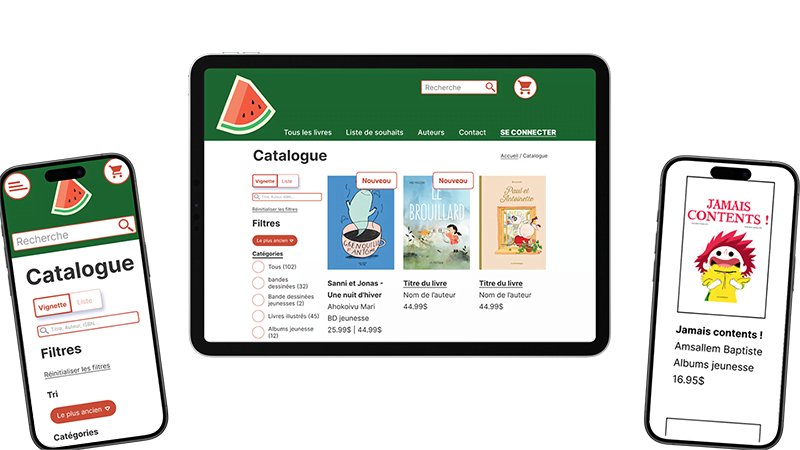 Recherche
Catalogue
Vignette
Liste
Titre, Auteur, ISBN...
Filtres
Réinitialiser les filtres
Tri
Le plus ancien
Catégories
Recherche
Tous les livres
Liste de souhaits
Auteurs
Contact
SE CONNECTER
Catalogue
Accueil / Catalogue
Vignette
Liste
Titre, Auteur, ISBN...
Réinitialiser les filtres
Filtres
Le plus ancien
Catégories
Tous (102)
bandes
dessinées (32)
Bande dessinées
jeunesses (2)
Livres illustrés (45)
Albums jeunesse
(12)
Nouveau
Sanni et Jonas -
Une nuit d'hiver
Ahokoivu Mari
BD jeunesse
25.99$ | 44.99$
Nouveau
LE
BROUILLARD
Titre du livre
Nom de l'auteur
44.99$
Paul et
Antoinette
Titre du livre
Nom de l'auteur
44.99$
JAMAIS
CONTENTS !
Jamais contents !
Amsallem Baptiste
Albums jeunesse
16.95$